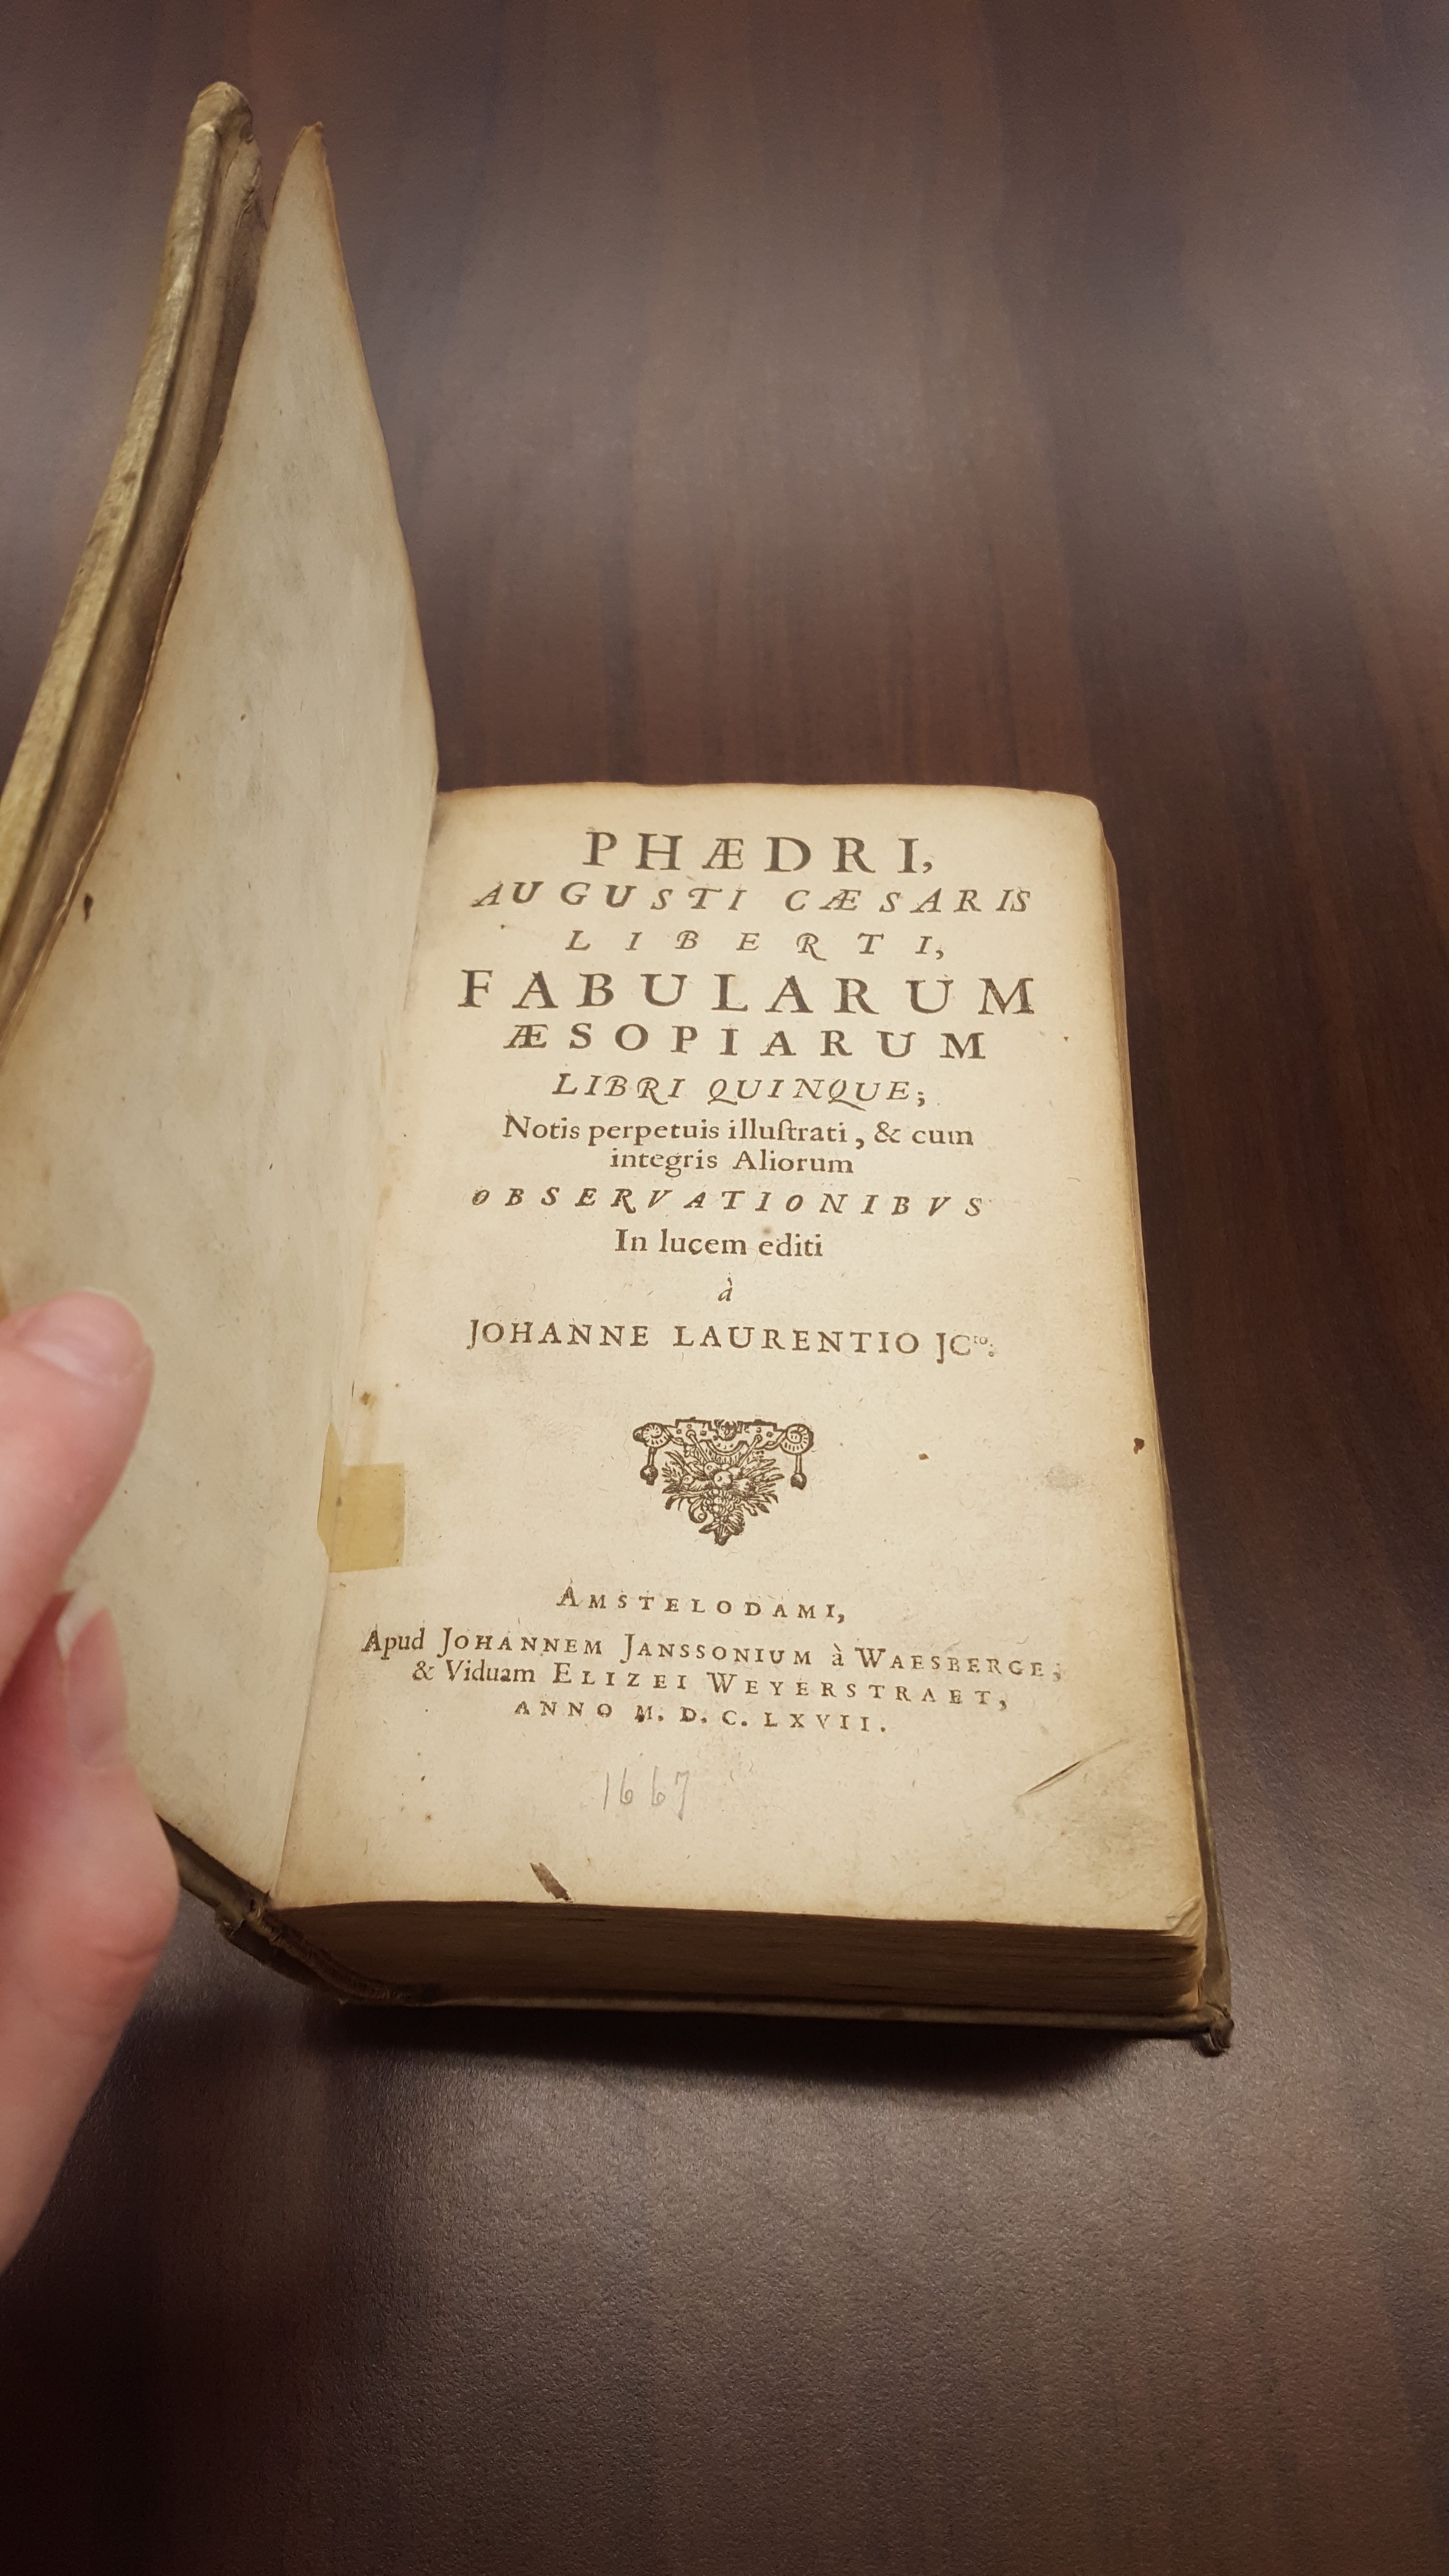 PHÆDRI,
AUGUSTI CÆSARIS
LIBERTI,
FABULARUM
ÆSOPIARUM
LIBRI QUINQUE;
Notis perpetuis illuſtrati, & cum
integris Aliorum
OBSERVATIONIBVS
In lucem editi
à
JOHANNE LAURENTIO JCto.
AMSTELODAMI,
Apud JOHANNEM JANSSONIUM à WAESBERGE,
& Viduam ELIZEI WEYERSTRAET,
ANNO M. D. C. LXVII.
1667